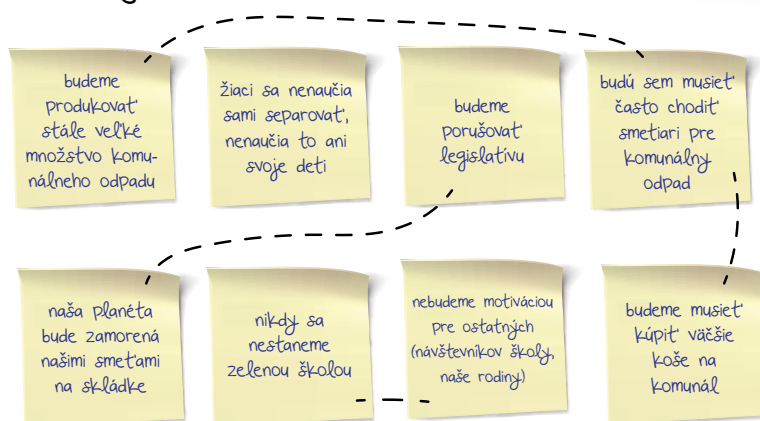 budeme
produkovať
stále veľké
množstvo komu-
nálneho odpadu
žiaci sa nenaučia
sami separovať,
nenaučia to ani
svoje deti
budeme
porušovať
legislatívu
budú sem musieť
často chodiť
smetiari pre
komunálny
odpad
naša planéta
bude zamorená
našimi smeťami
na skládke
nikdy sa
nestaneme
zelenou školou
nebudeme motiváciou
pre ostatných
(návštevníkov školy,
naše rodiny)
budeme musieť
kúpiť väčšie
koše na
komunál